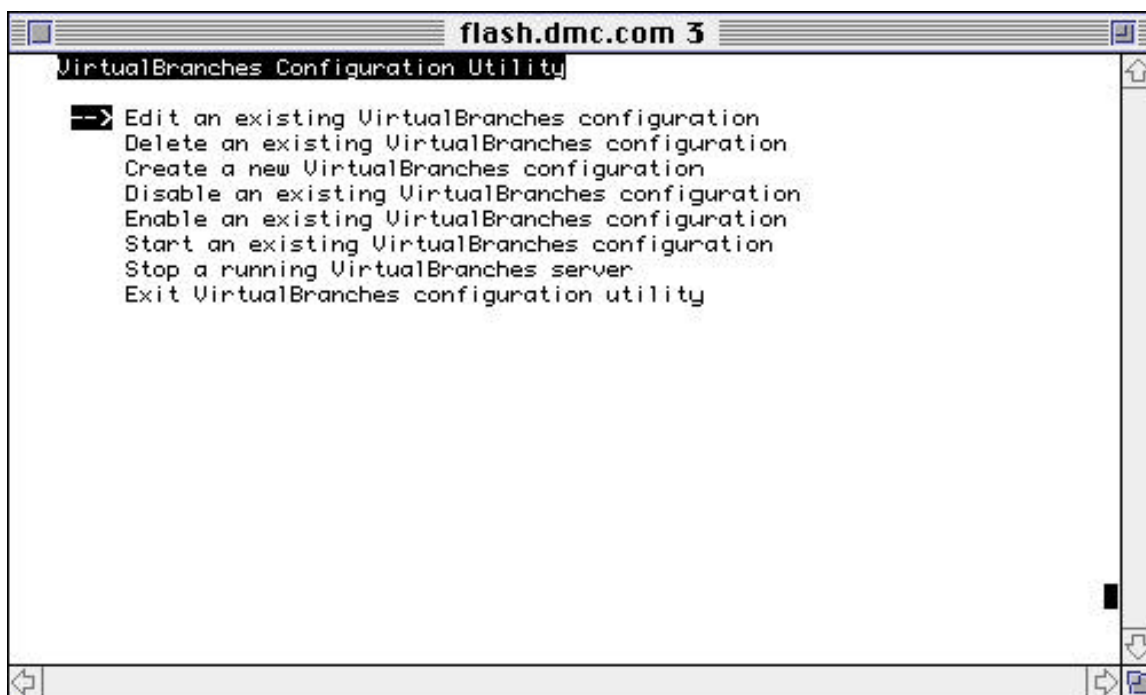 flash.dmc.com 3
VirtualBranches Configuration Utility
--> Edit an existing VirtualBranches configuration
Delete an existing VirtualBranches configuration
Create a new VirtualBranches configuration
Disable an existing VirtualBranches configuration
Enable an existing VirtualBranches configuration
Start an existing VirtualBranches configuration
Stop a running VirtualBranches server
Exit VirtualBranches configuration utility